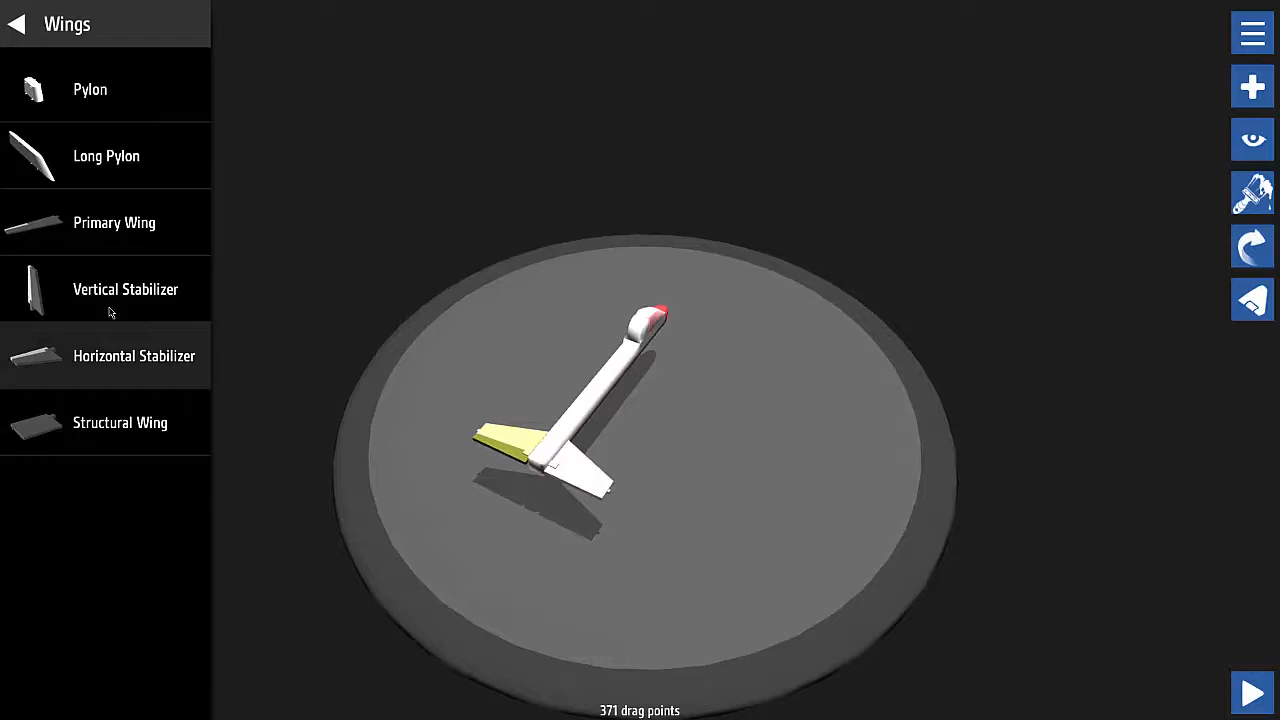 Wings
Pylon
Long Pylon
Primary Wing
Vertical Stabilizer
Horizontal Stabilizer
Structural Wing
371 drag points